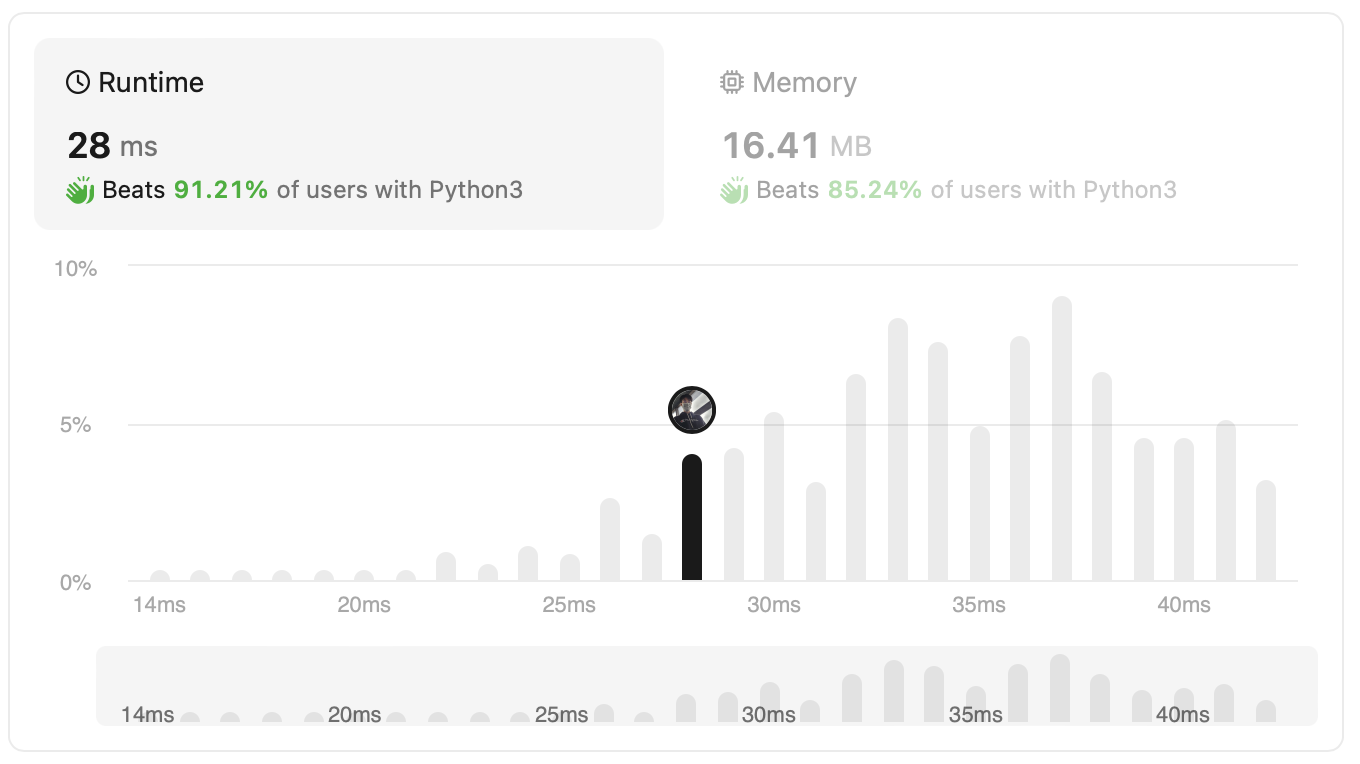 Runtime
28 ms
Beats 91.21% of users with Python3
Memory
16.41 MB
Beats 85.24% of users with Python3
10%
5%
0%
14ms 20ms 25ms 30ms 35ms 40ms
14ms 20ms 25ms 30ms 35ms 40ms